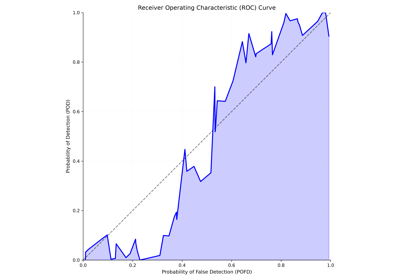 Receiver Operating Characteristic (ROC) Curve
Probability of Detection (POD)
1.0
0.8
0.6
0.4
0.2
0.0
0.0 0.2 0.4 0.6 0.8 1.0
Probability of False Detection (POFD)